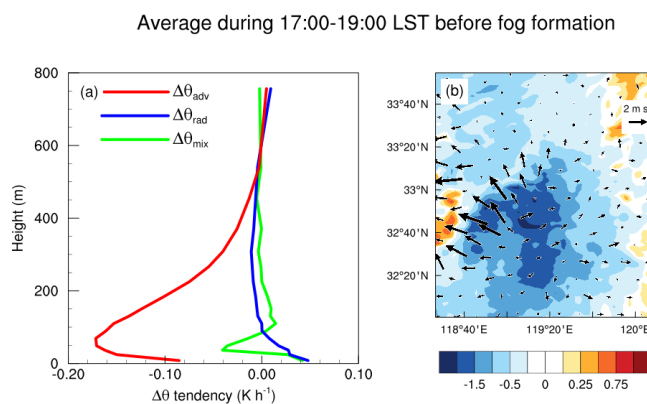 Average during 17:00-19:00 LST before fog formation
800
600
400
200
0
Height (m)
(a)
Δθadv
Δθrad
Δθmix
-0.20
-0.10
0.00
0.10
Δθ tendency (K h⁻¹)
(b)
2 m s
33°40'N
33°20'N
33°N
32°40'N
32°20'N
118°40'E
119°20'E
120°
-1.5
-0.5
0
0.25
0.75